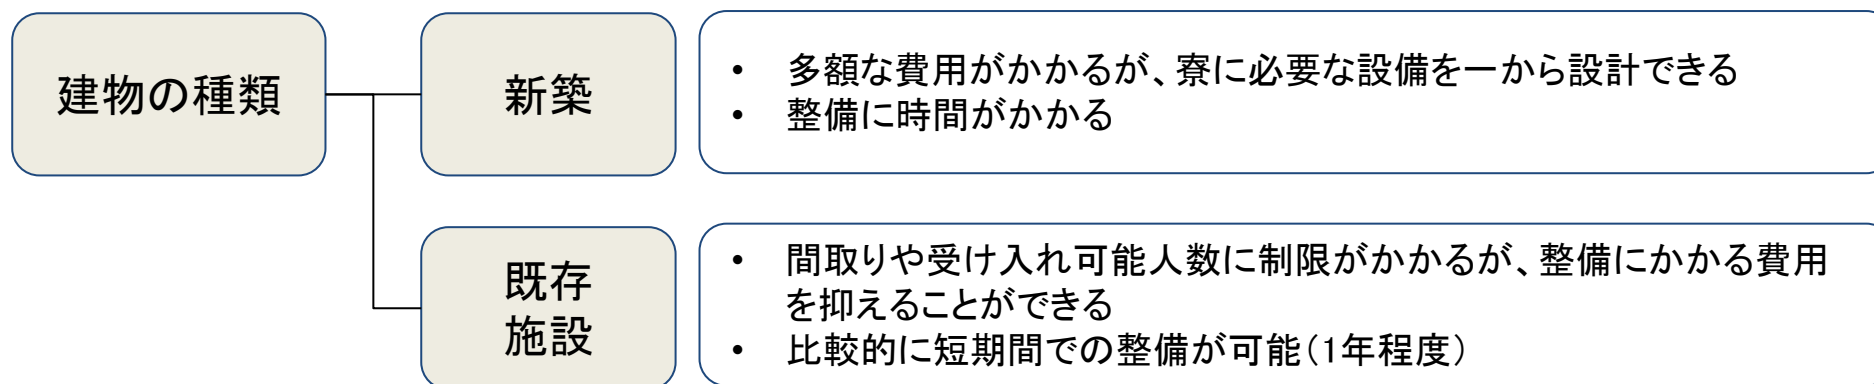 建物の種類
新築
• 多額な費用がかかるが、寮に必要な設備を一から設計できる
• 整備に時間がかかる
既存
施設
• 間取りや受け入れ可能人数に制限がかかるが、整備にかかる費用
を抑えることができる
• 比較的に短期間での整備が可能(1年程度)